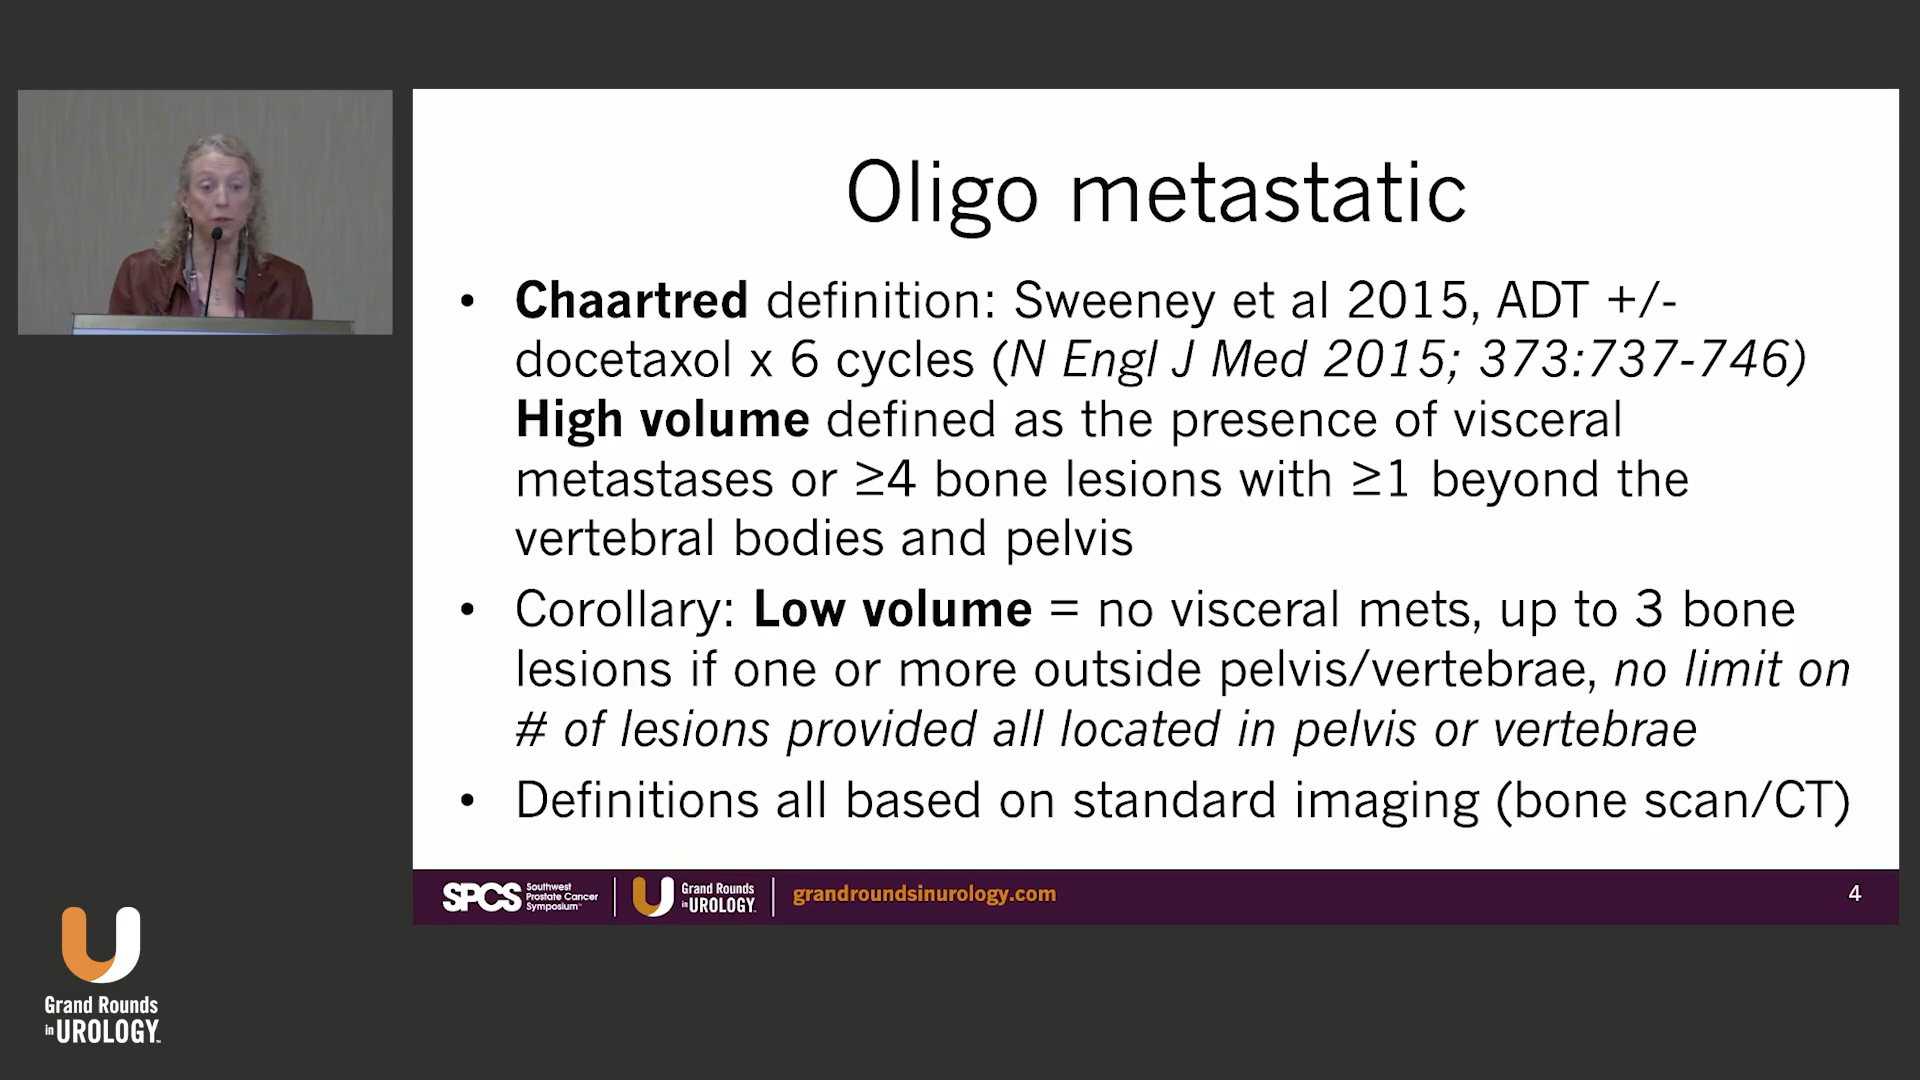 Oligo metastatic
• Chaartred definition: Sweeney et al 2015, ADT +/-
docetaxol x 6 cycles (N Engl J Med 2015; 373:737-746)
High volume defined as the presence of visceral
metastases or ≥4 bone lesions with ≥1 beyond the
vertebral bodies and pelvis
• Corollary: Low volume = no visceral mets, up to 3 bone
lesions if one or more outside pelvis/vertebrae, no limit on
# of lesions provided all located in pelvis or vertebrae
• Definitions all based on standard imaging (bone scan/CT)
SPCS Southwest
Prostate Cancer
Symposium™
Grand Rounds
in UROLOGY™
grandroundsinurology.com
4
Grand Rounds
in UROLOGY™